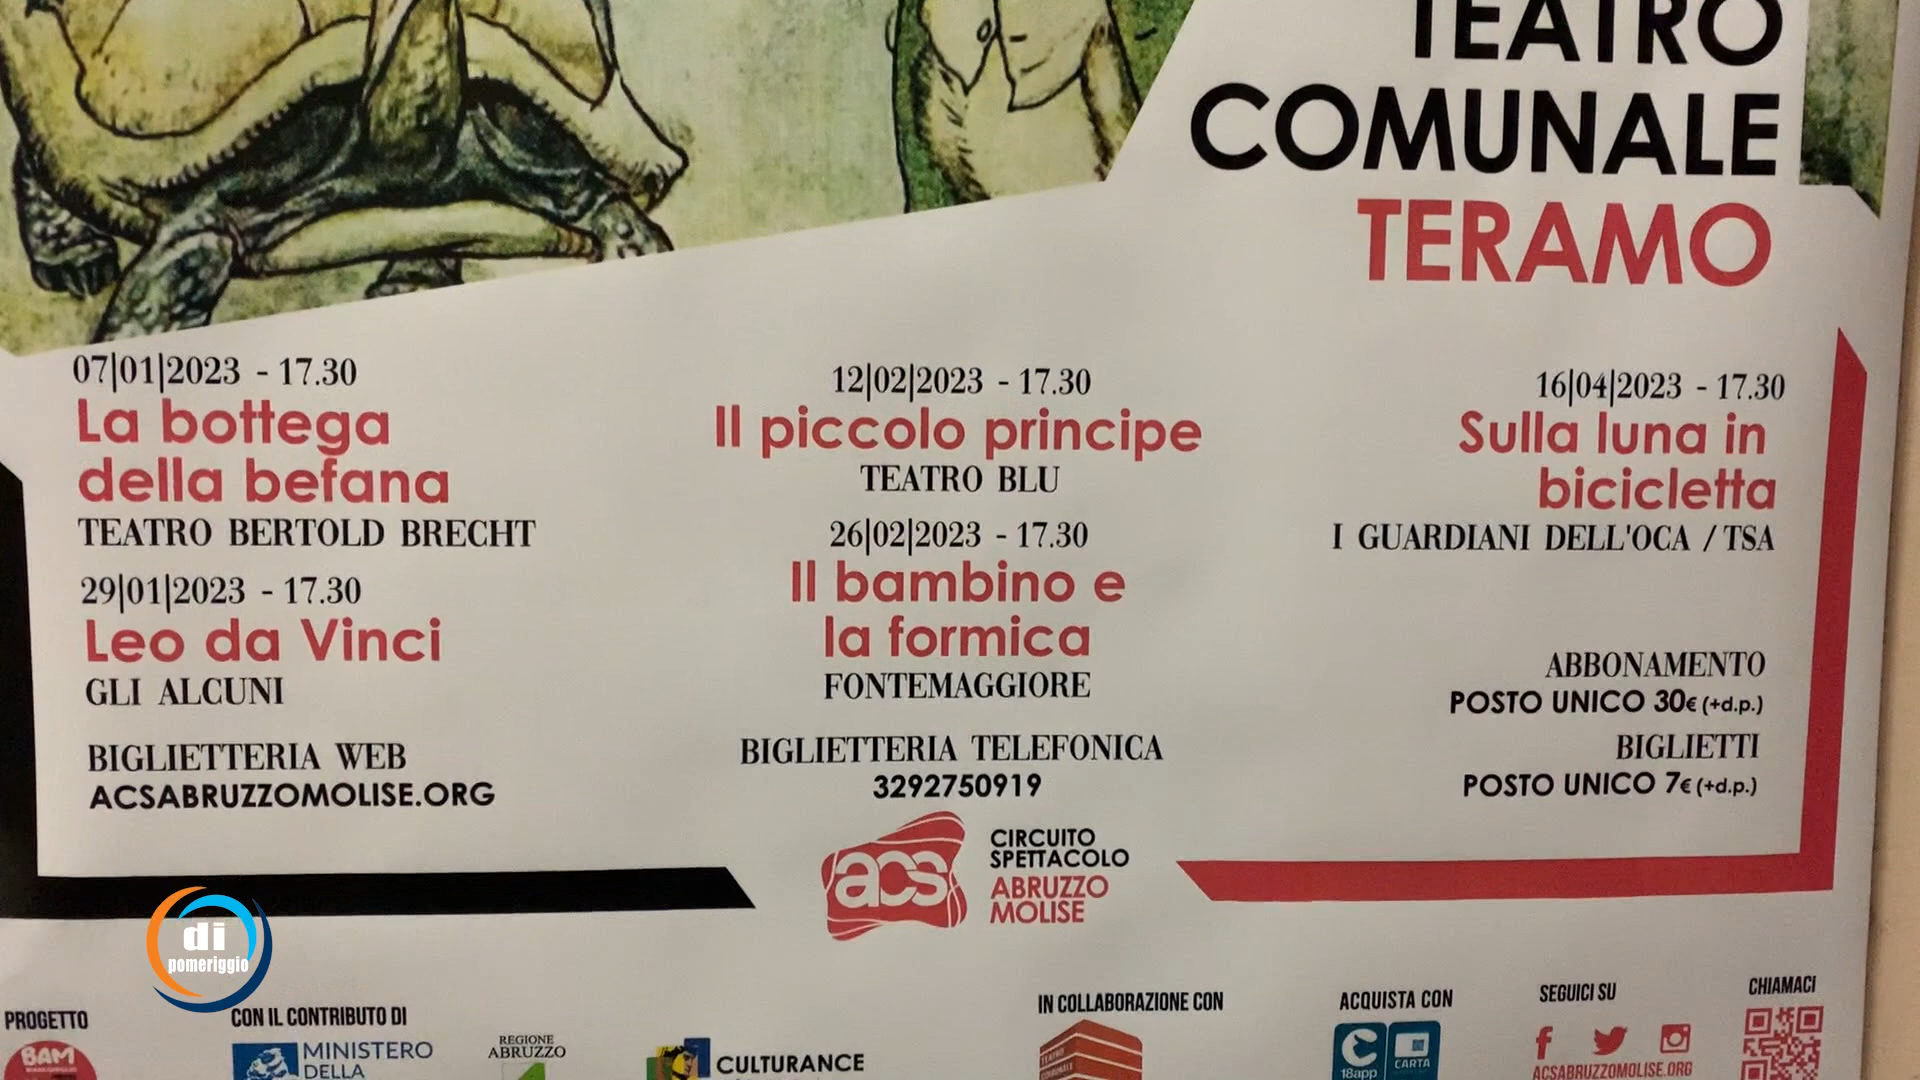 TEATRO
COMUNALE
TERAMO
07|01|2023 - 17.30
La bottega
della befana
TEATRO BERTOLD BRECHT
29|01|2023 - 17.30
Leo da Vinci
GLI ALCUNI
BIGLIETTERIA WEB
ACSABRUZZOMOLISE.ORG
12|02|2023 - 17.30
Il piccolo principe
TEATRO BLU
26|02|2023 - 17.30
Il bambino e
la formica
FONTEMAGGIORE
BIGLIETTERIA TELEFONICA
3292750919
16|04|2023 - 17.30
Sulla luna in
bicicletta
I GUARDIANI DELL'OCA / TSA
ABBONAMENTO
POSTO UNICO 30€ (+d.p.)
BIGLIETTI
POSTO UNICO 7€ (+d.p.)
acs
CIRCUITO
SPETTACOLO
ABRUZZO
MOLISE
di
pomeriggio
PROGETTO
BAM
CON IL CONTRIBUTO DI
MINISTERO
DELLA
REGIONE
ABRUZZO
CULTURANCE
IN COLLABORAZIONE CON
TEATRO
COMUNALE
ACQUISTA CON
18app
CARTA
SEGUICI SU
ACSABRUZZOMOLISE.ORG
CHIAMACI